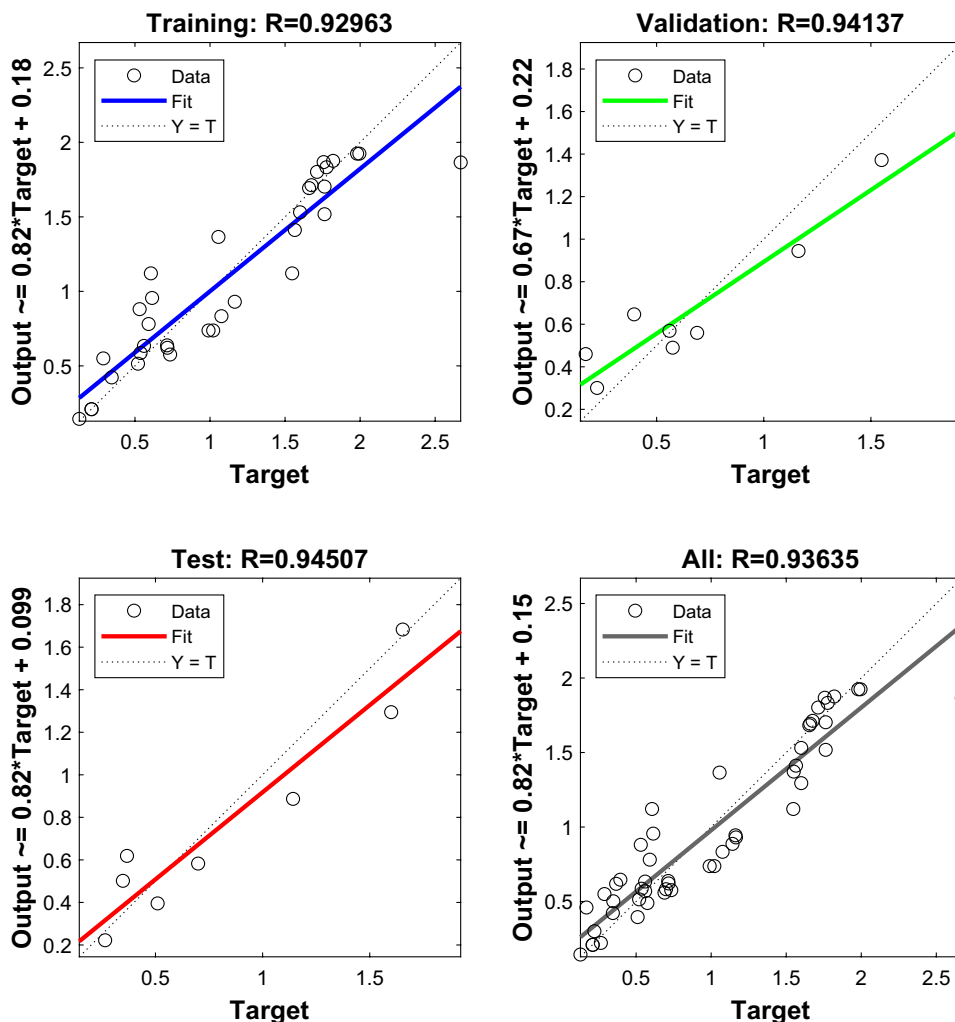 Training: R=0.92963
Output ~= 0.82*Target + 0.18
2.5
2
1.5
1
0.5
Data
Fit
Y = T
0.5 1 1.5 2 2.5
Target
Validation: R=0.94137
Output ~= 0.67*Target + 0.22
1.8
1.6
1.4
1.2
1
0.8
0.6
0.4
0.2
Data
Fit
Y = T
0.5 1 1.5
Target
Test: R=0.94507
Output ~= 0.82*Target + 0.099
1.8
1.6
1.4
1.2
1
0.8
0.6
0.4
0.2
Data
Fit
Y = T
0.5 1 1.5
Target
All: R=0.93635
Output ~= 0.82*Target + 0.15
2.5
2
1.5
1
0.5
Data
Fit
Y = T
0.5 1 1.5 2 2.5
Target